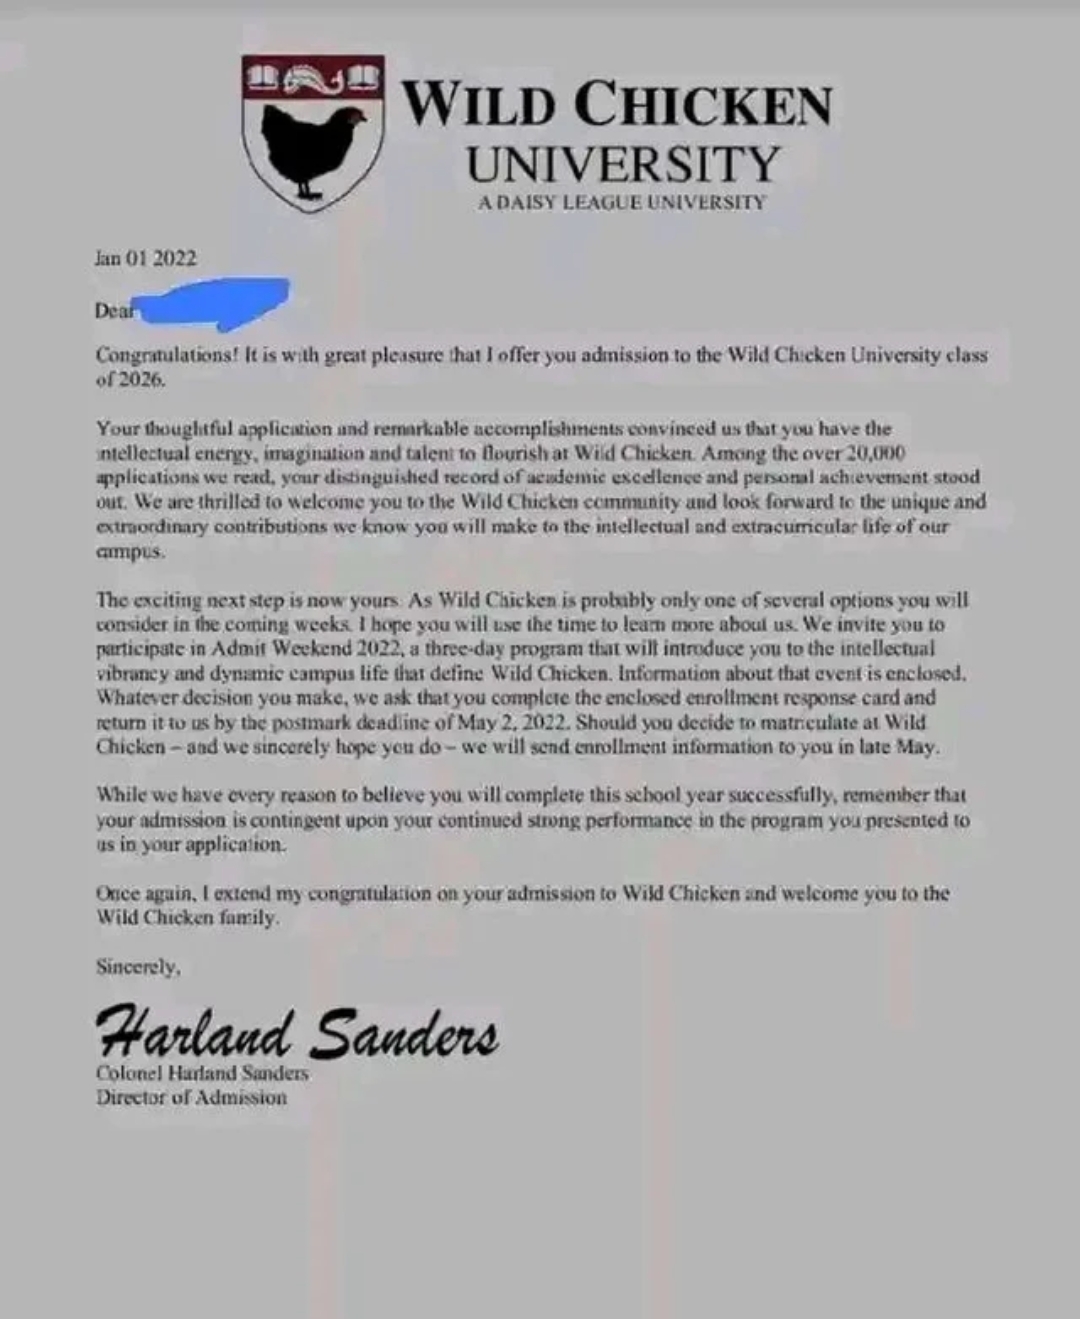 WILD CHICKEN
UNIVERSITY
A DAISY LEAGUE UNIVERSITY
Jan 01 2022
Dear
Congratulations! It is with great pleasure that I offer you admission to the Wild Chicken University class
of 2026.
Your thoughtful application and remarkable accomplishments convinced us that you have the
intellectual energy, imagination and talent to flourish at Wild Chicken. Among the over 20,000
applications we read, your distinguished record of academic excellence and personal achievement stood
out. We are thrilled to welcome you to the Wild Chicken community and look forward to the unique and
extraordinary contributions we know you will make to the intellectual and extracurricular life of our
campus.
The exciting next step is now yours. As Wild Chicken is probably only one of several options you will
consider in the coming weeks. I hope you will use the time to learn more about us. We invite you to
participate in Admit Weekend 2022, a three-day program that will introduce you to the intellectual
vibrancy and dynamic campus life that define Wild Chicken. Information about that event is enclosed.
Whatever decision you make, we ask that you complete the enclosed enrollment response card and
return it to us by the postmark deadline of May 2, 2022. Should you decide to matriculate at Wild
Chicken – and we sincerely hope you do – we will send enrollment information to you in late May.
While we have every reason to believe you will complete this school year successfully, remember that
your admission is contingent upon your continued strong performance in the program you presented to
us in your application.
Once again, I extend my congratulation on your admission to Wild Chicken and welcome you to the
Wild Chicken family.
Sincerely,
Harland Sanders
Colonel Harland Sanders
Director of Admission